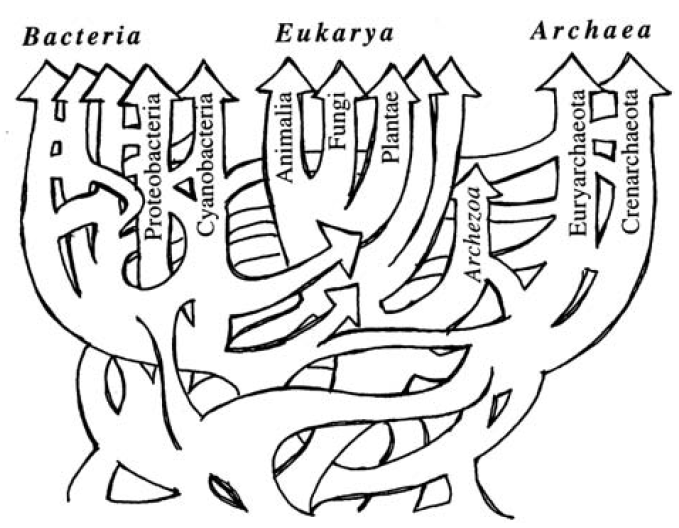 Bacteria
Eukarya
Archaea
Proteobacteria
Cyanobacteria
Animalia
Fungi
Plantae
Archezoa
Euryarchaeota
Crenarchaeota